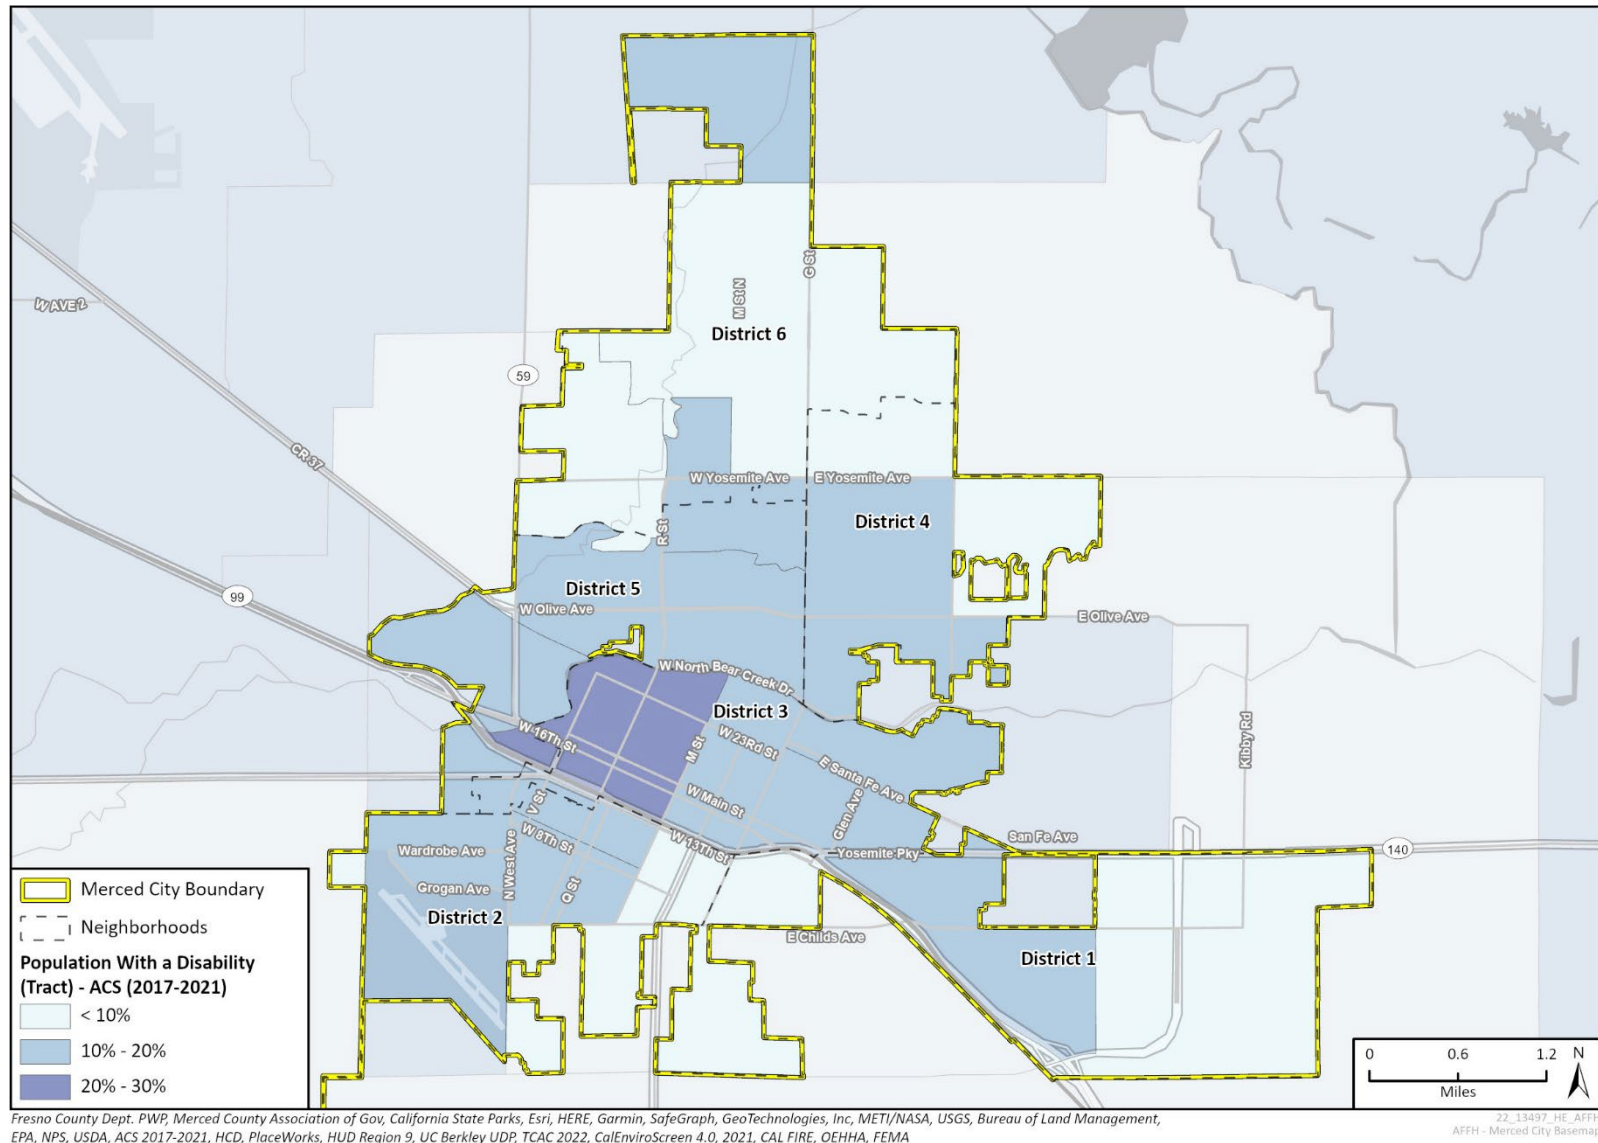 G St
M St N
W AVE 2
District 6
59
CR 37
W Yosemite Ave
E Yosemite Ave
District 4
R St
District 5
99
W Olive Ave
E Olive Ave
W North Bear Creek Dr
District 3
W 16Th St
M St
W 23Rd St
Kibby Rd
E Santa Fe Ave
V St
W Main St
Glen Ave
San Fe Ave
W 8Th St
W 13Th St
Yosemite Pky
140
Wardrobe Ave
Grogan Ave
N West Ave
Q St
District 2
E Childs Ave
District 1
Merced City Boundary
Neighborhoods
Population With a Disability
(Tract) - ACS (2017-2021)
< 10%
10% - 20%
20% - 30%
0 0.6 1.2 N
Miles
Fresno County Dept. PWP, Merced County Association of Gov, California State Parks, Esri, HERE, Garmin, SafeGraph, GeoTechnologies, Inc, METI/NASA, USGS, Bureau of Land Management,
EPA, NPS, USDA, ACS 2017-2021, HCD, PlaceWorks, HUD Region 9, UC Berkley UDP, TCAC 2022, CalEnviroScreen 4.0, 2021, CAL FIRE, OEHHA, FEMA
22_13497_HE_AFFH
AFFH - Merced City Basemap